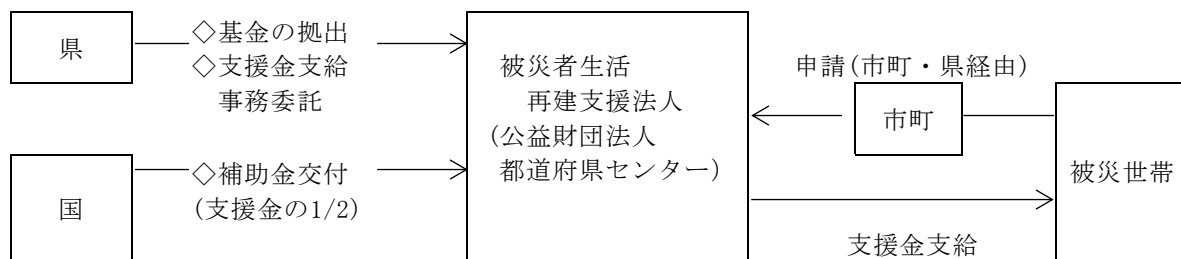 県
◇基金の拠出
◇支援金支給
事務委託
国
◇補助金交付
(支援金の1/2)
被災者生活
再建支援法人
(公益財団法人
都道府県センター)
申請(市町・県経由)
市町
被災世帯
支援金支給